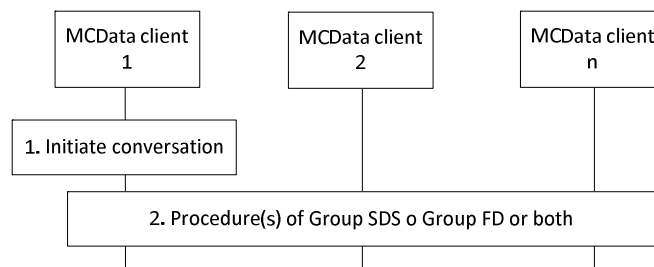 MCData client
1
MCData client
2
MCData client
n
1. Initiate conversation
2. Procedure(s) of Group SDS o Group FD or both